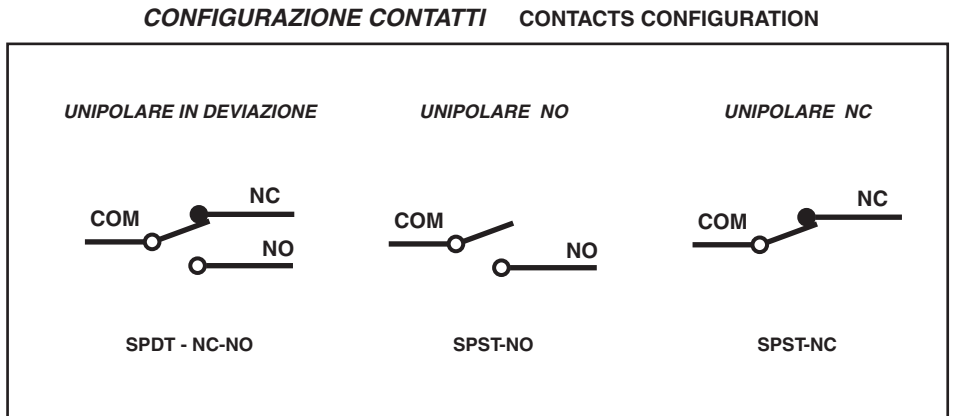 CONFIGURAZIONE CONTATTI CONTACTS CONFIGURATION
UNIPOLARE IN DEVIAZIONE
UNIPOLARE NO
UNIPOLARE NC
COM
NC
NO
COM
NO
COM
NC
SPDT - NC-NO
SPST-NO
SPST-NC